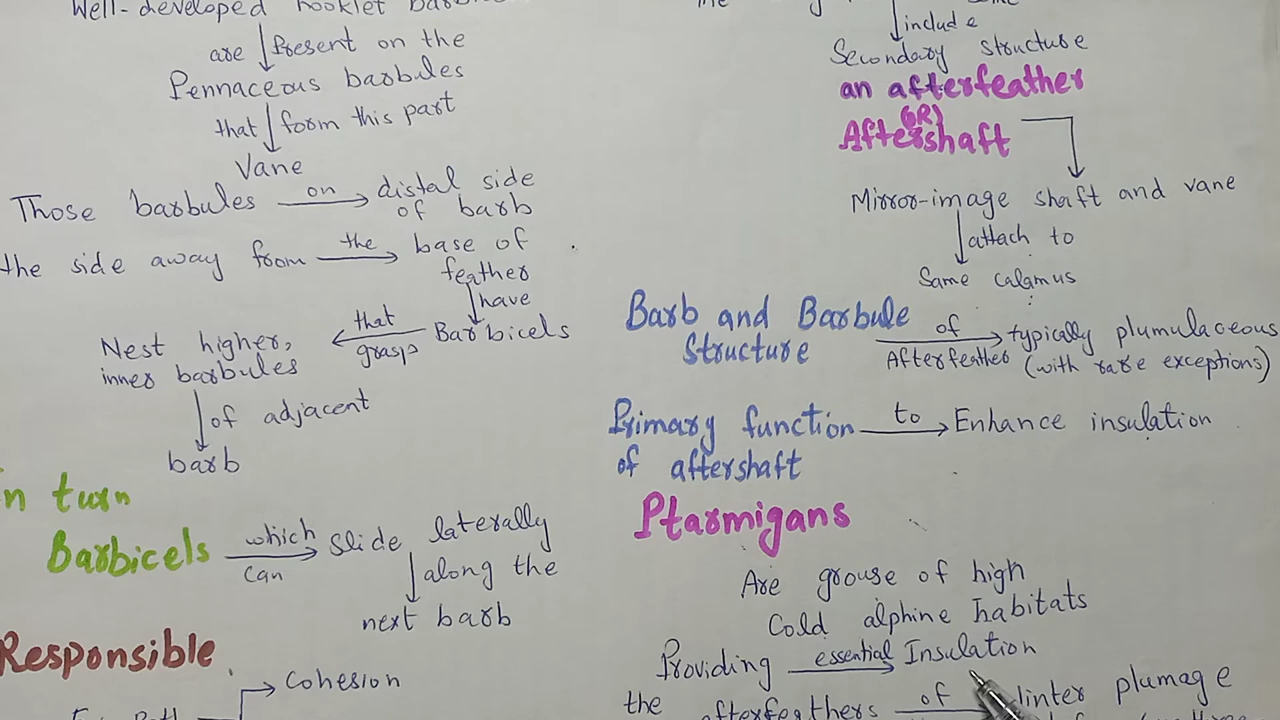 Well-developed hooklet
are Present on the
Pennaceous barbules
that form this part
Vane
Those barbules on distal side
of barb
the side away from the base of
feather
have
Barbicels
that
grasp
Nest higher,
inner barbules
of adjacent
barb
in turn
Barbicels which can slide laterally
along the
next barb
Responsible
Cohesion
include
Secondary structure
an afterfeather
(OR)
Aftershaft
Mirror-image shaft and vane
attach to
Same calamus
Barb and Barbule
Structure
of
Afterfeather
typically plumulaceous
(with rare exceptions)
Primary function
of aftershaft
to Enhance insulation
Ptarmigans
Are grouse of high
Cold alphine habitats
Providing essential Insulation
the afterfeathers of Winter plumage